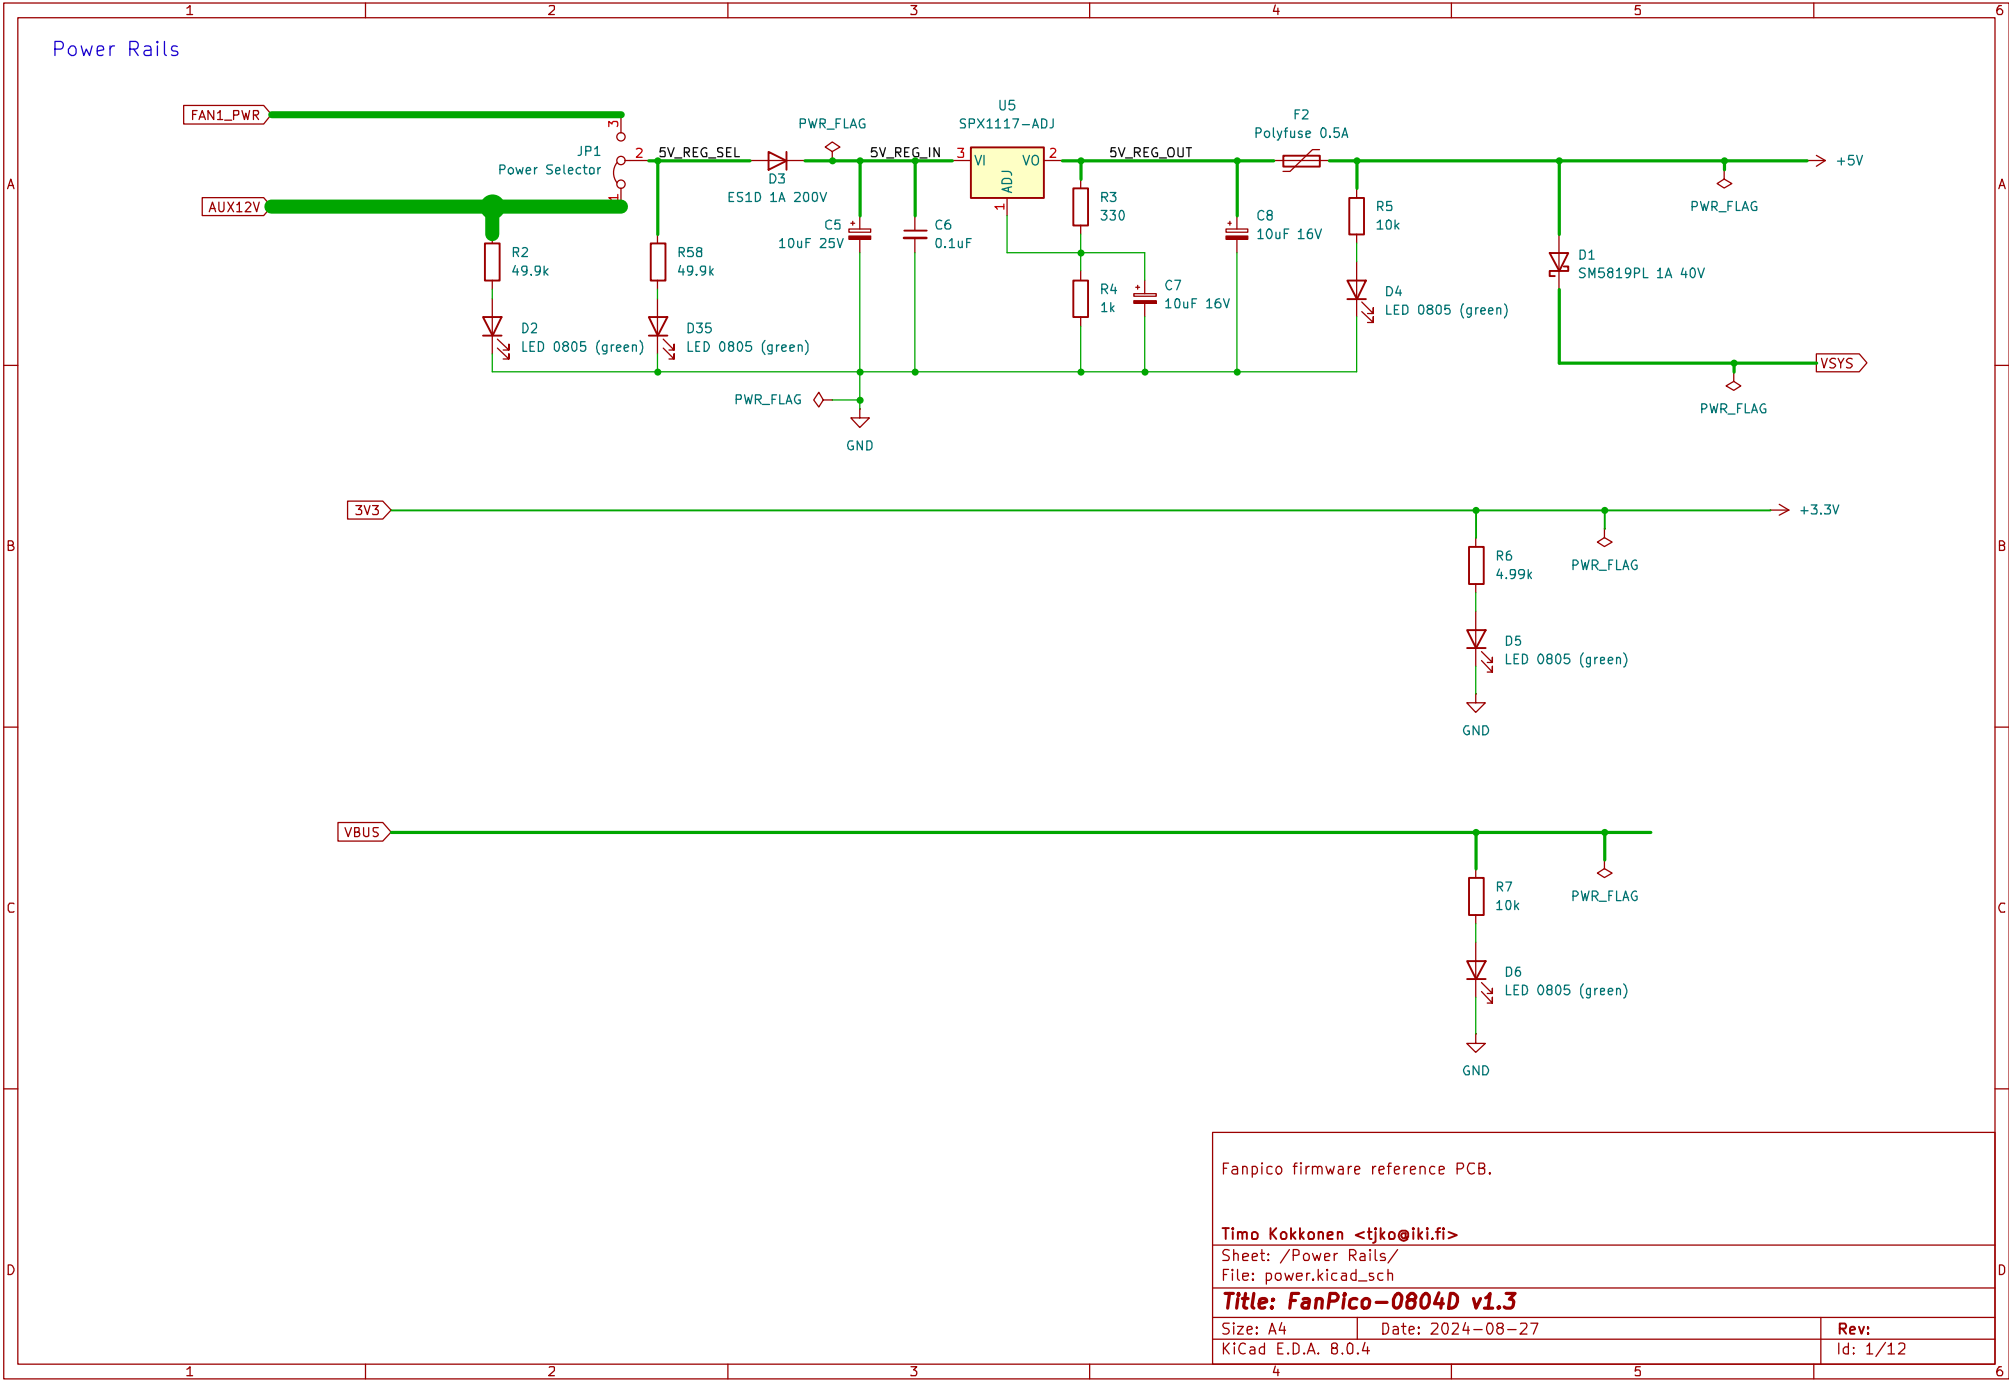 1 2 3 4 5 6
Power Rails
FAN1_PWR
3
JP1
Power Selector
2
1
AUX12V
5V_REG_SEL
D3
ES1D 1A 200V
PWR_FLAG
5V_REG_IN
U5
SPX1117-ADJ
3
VI
VO
2
ADJ
1
5V_REG_OUT
F2
Polyfuse 0.5A
+5V
PWR_FLAG
A
A
R2
49.9k
R58
49.9k
C5
10uF 25V
C6
0.1uF
R3
330
R4
1k
C7
10uF 16V
C8
10uF 16V
R5
10k
D4
LED 0805 (green)
D1
SM5819PL 1A 40V
D2
LED 0805 (green)
D35
LED 0805 (green)
VSYS
PWR_FLAG
PWR_FLAG
GND
3V3
+3.3V
B
B
R6
4.99k
PWR_FLAG
D5
LED 0805 (green)
GND
VBUS
R7
10k
PWR_FLAG
C
C
D6
LED 0805 (green)
GND
Fanpico firmware reference PCB.
Timo Kokkonen <tjko@iki.fi>
Sheet: /Power Rails/
File: power.kicad_sch
D
D
Title: FanPico-0804D v1.3
Size: A4
Date: 2024-08-27
Rev:
KiCad E.D.A. 8.0.4
Id: 1/12
1 2 3 4 5 6